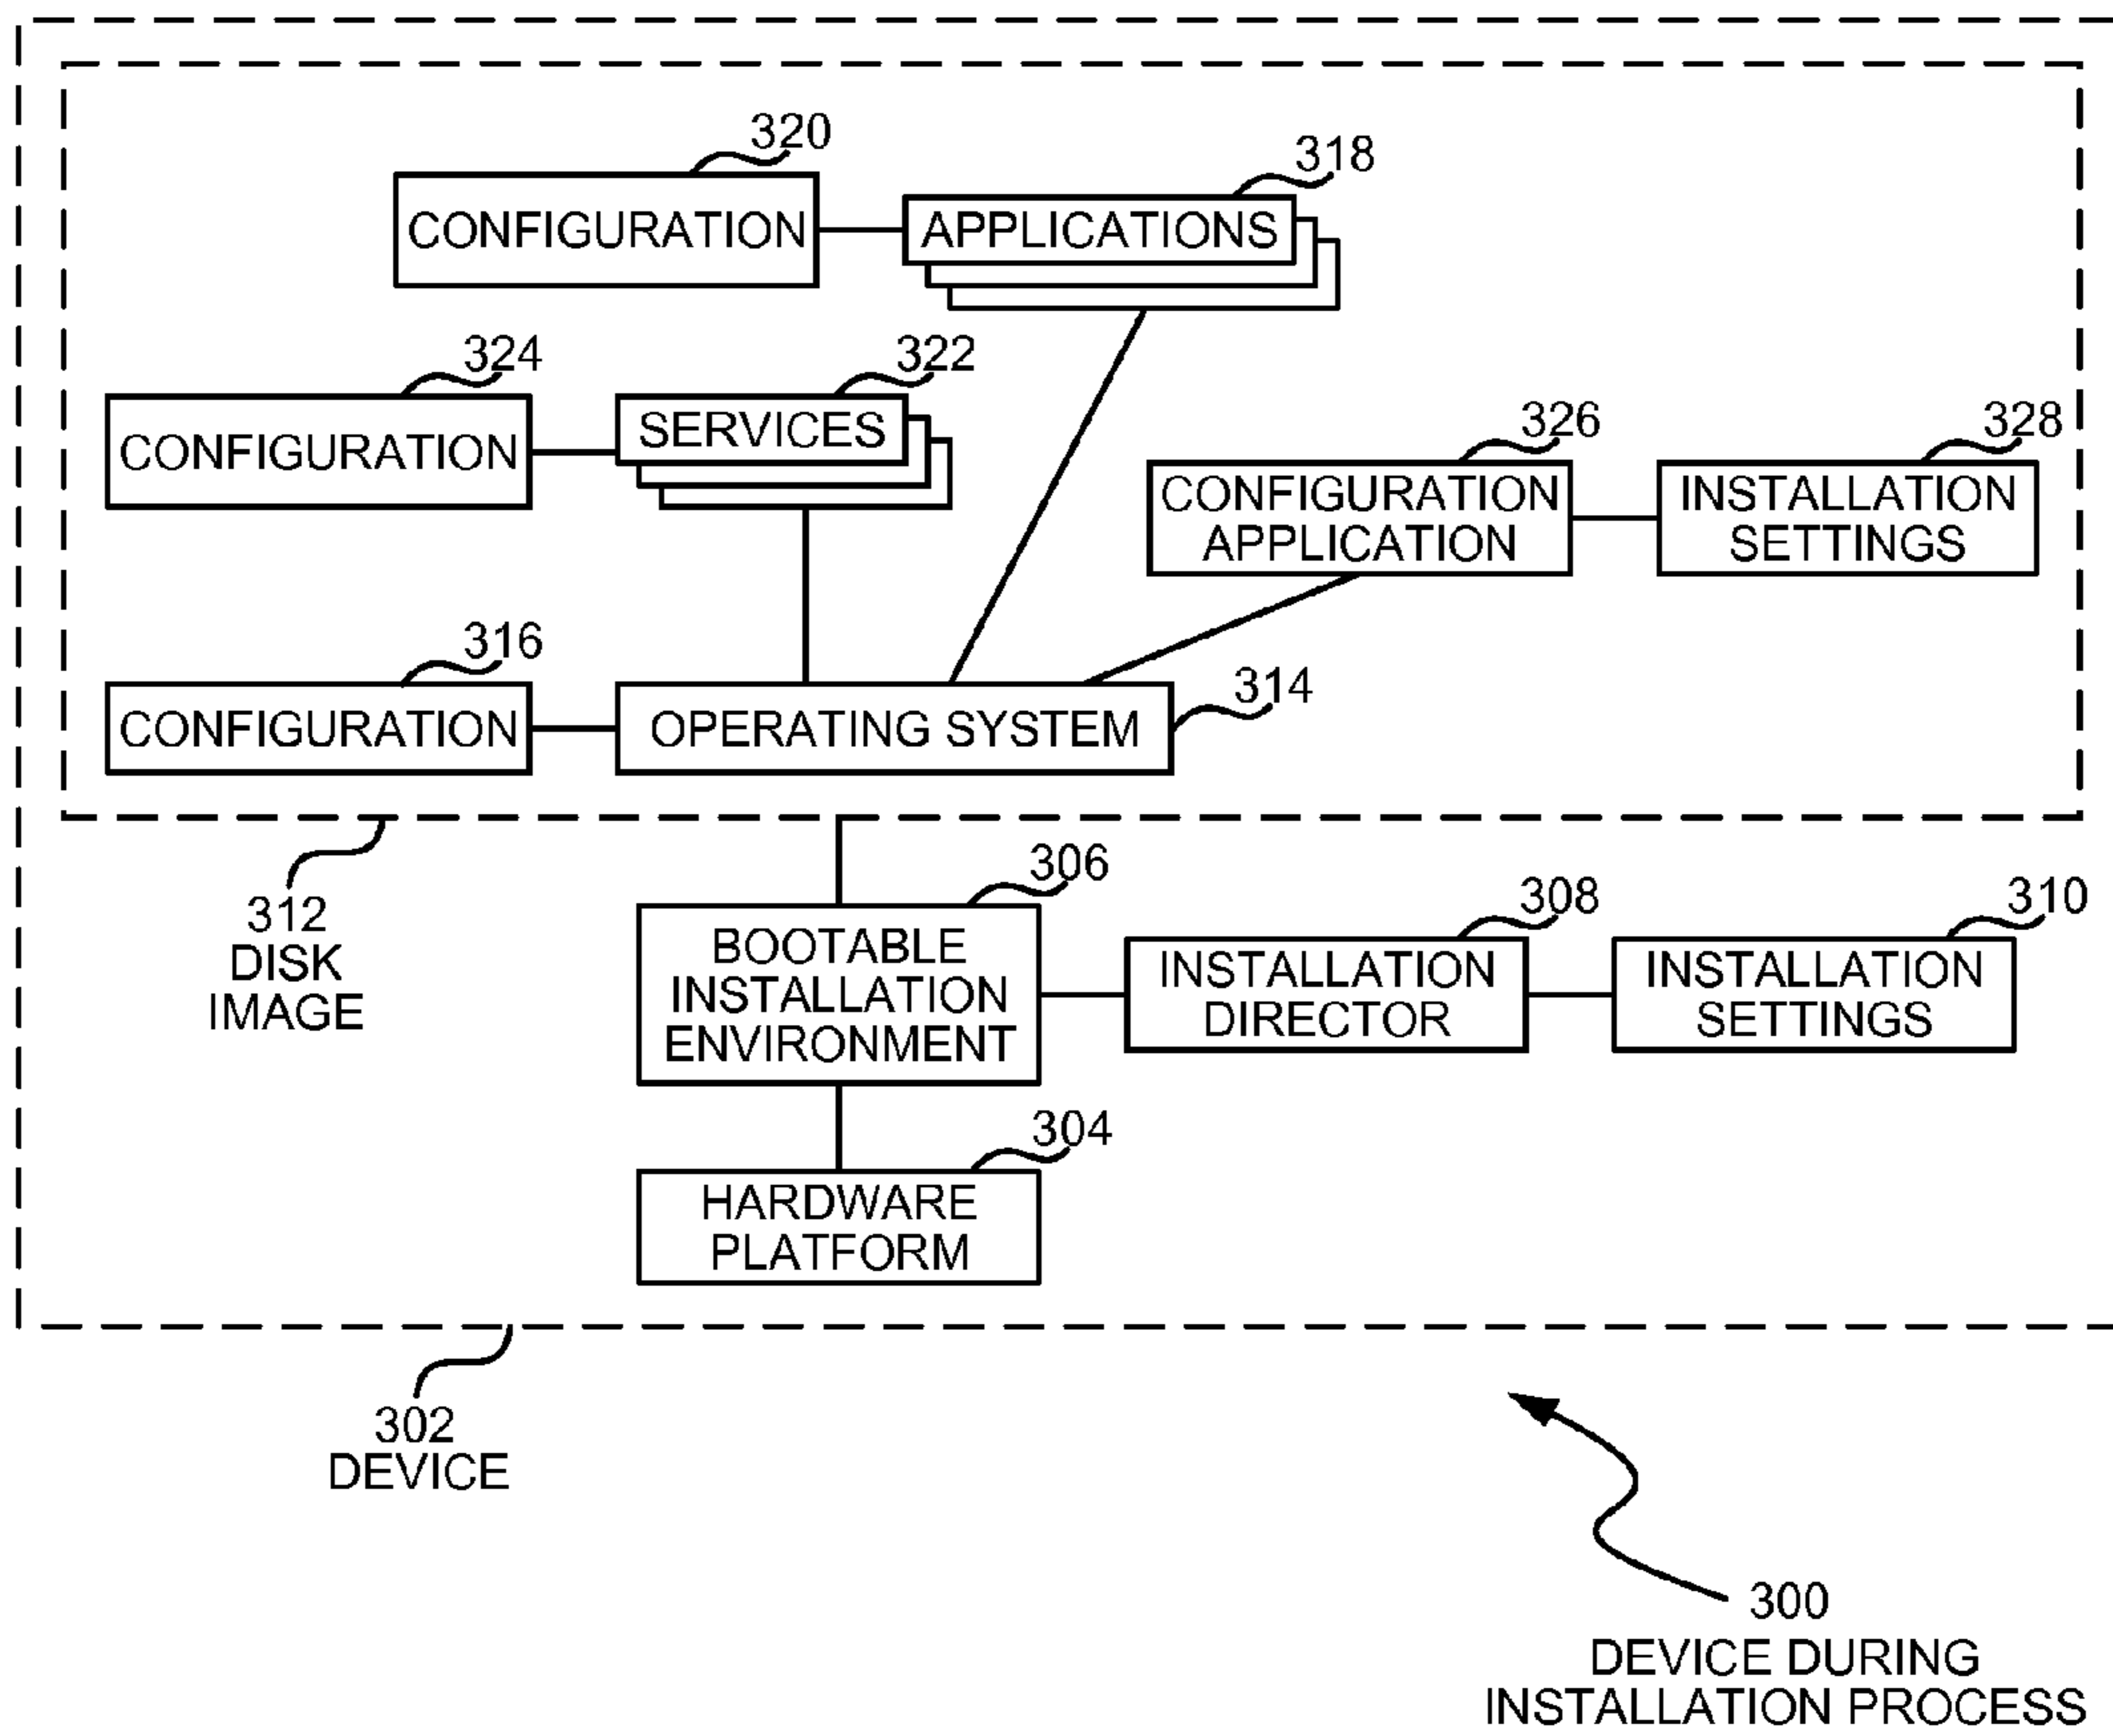 320
318
CONFIGURATION
APPLICATIONS
324
322
CONFIGURATION
SERVICES
326
328
CONFIGURATION
APPLICATION
INSTALLATION
SETTINGS
316
314
CONFIGURATION
OPERATING SYSTEM
312
DISK
IMAGE
306
308
310
BOOTABLE
INSTALLATION
ENVIRONMENT
INSTALLATION
DIRECTOR
INSTALLATION
SETTINGS
304
HARDWARE
PLATFORM
302
DEVICE
300
DEVICE DURING
INSTALLATION PROCESS